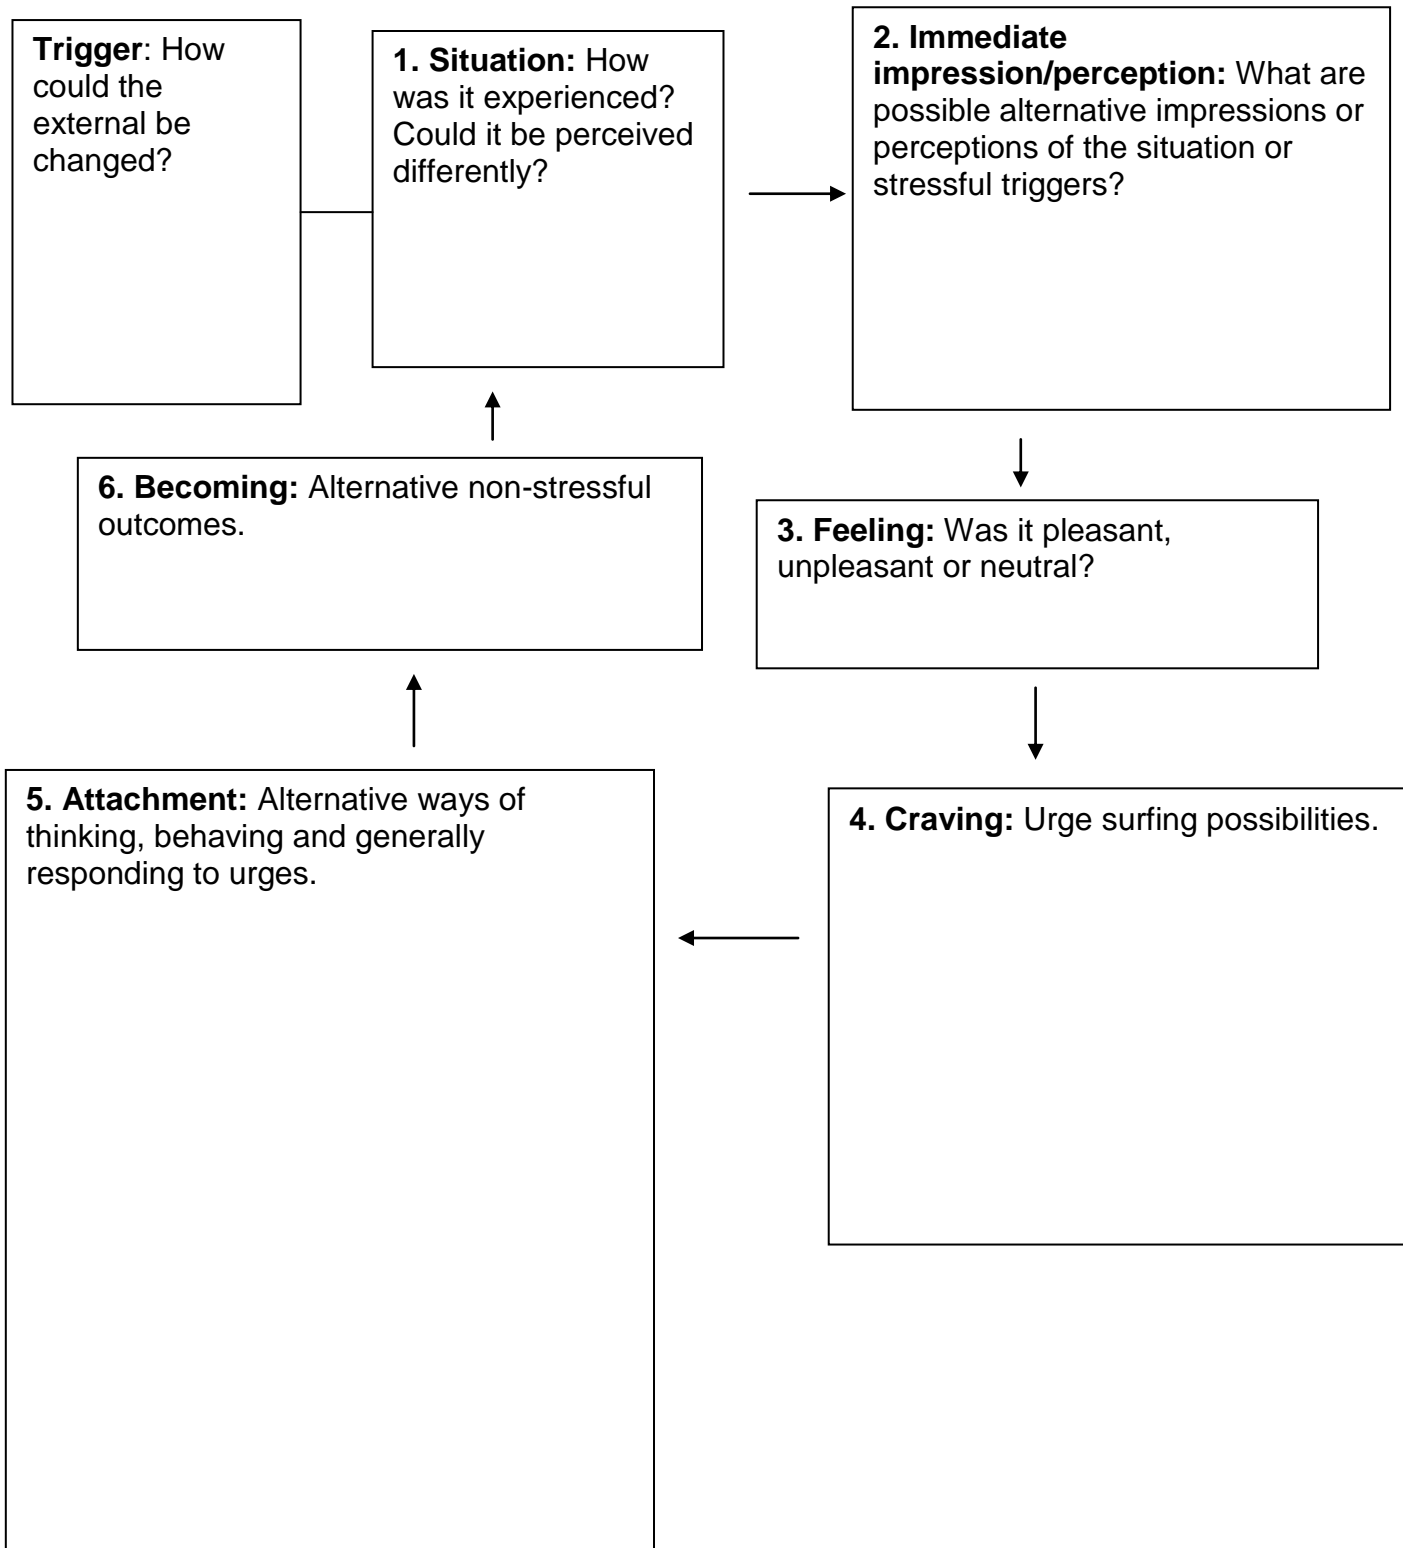 Trigger: How
could the
external be
changed?
1. Situation: How
was it experienced?
Could it be perceived
differently?
2. Immediate
impression/perception: What are
possible alternative impressions or
perceptions of the situation or
stressful triggers?
3. Feeling: Was it pleasant,
unpleasant or neutral?
4. Craving: Urge surfing possibilities.
5. Attachment: Alternative ways of
thinking, behaving and generally
responding to urges.
6. Becoming: Alternative non-stressful
outcomes.